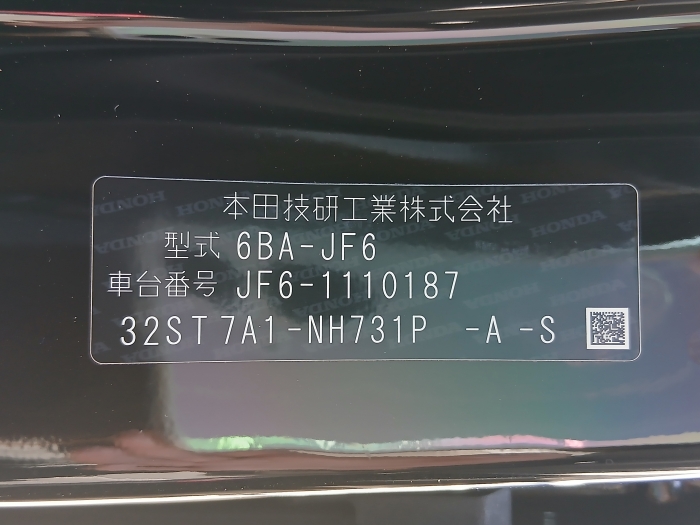 本田技研工業株式会社
型式 6BA-JF6
車台番号 JF6-1110187
32ST7A1-NH731P -A-S